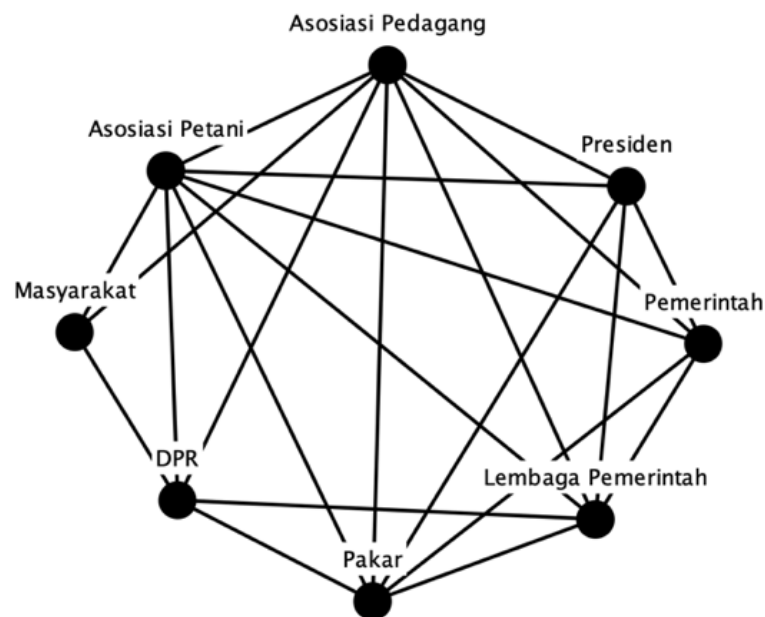 Asosiasi Pedagang
Asosiasi Petani
Presiden
Masyarakat
Pemerintah
DPR
Lembaga Pemerintah
Pakar